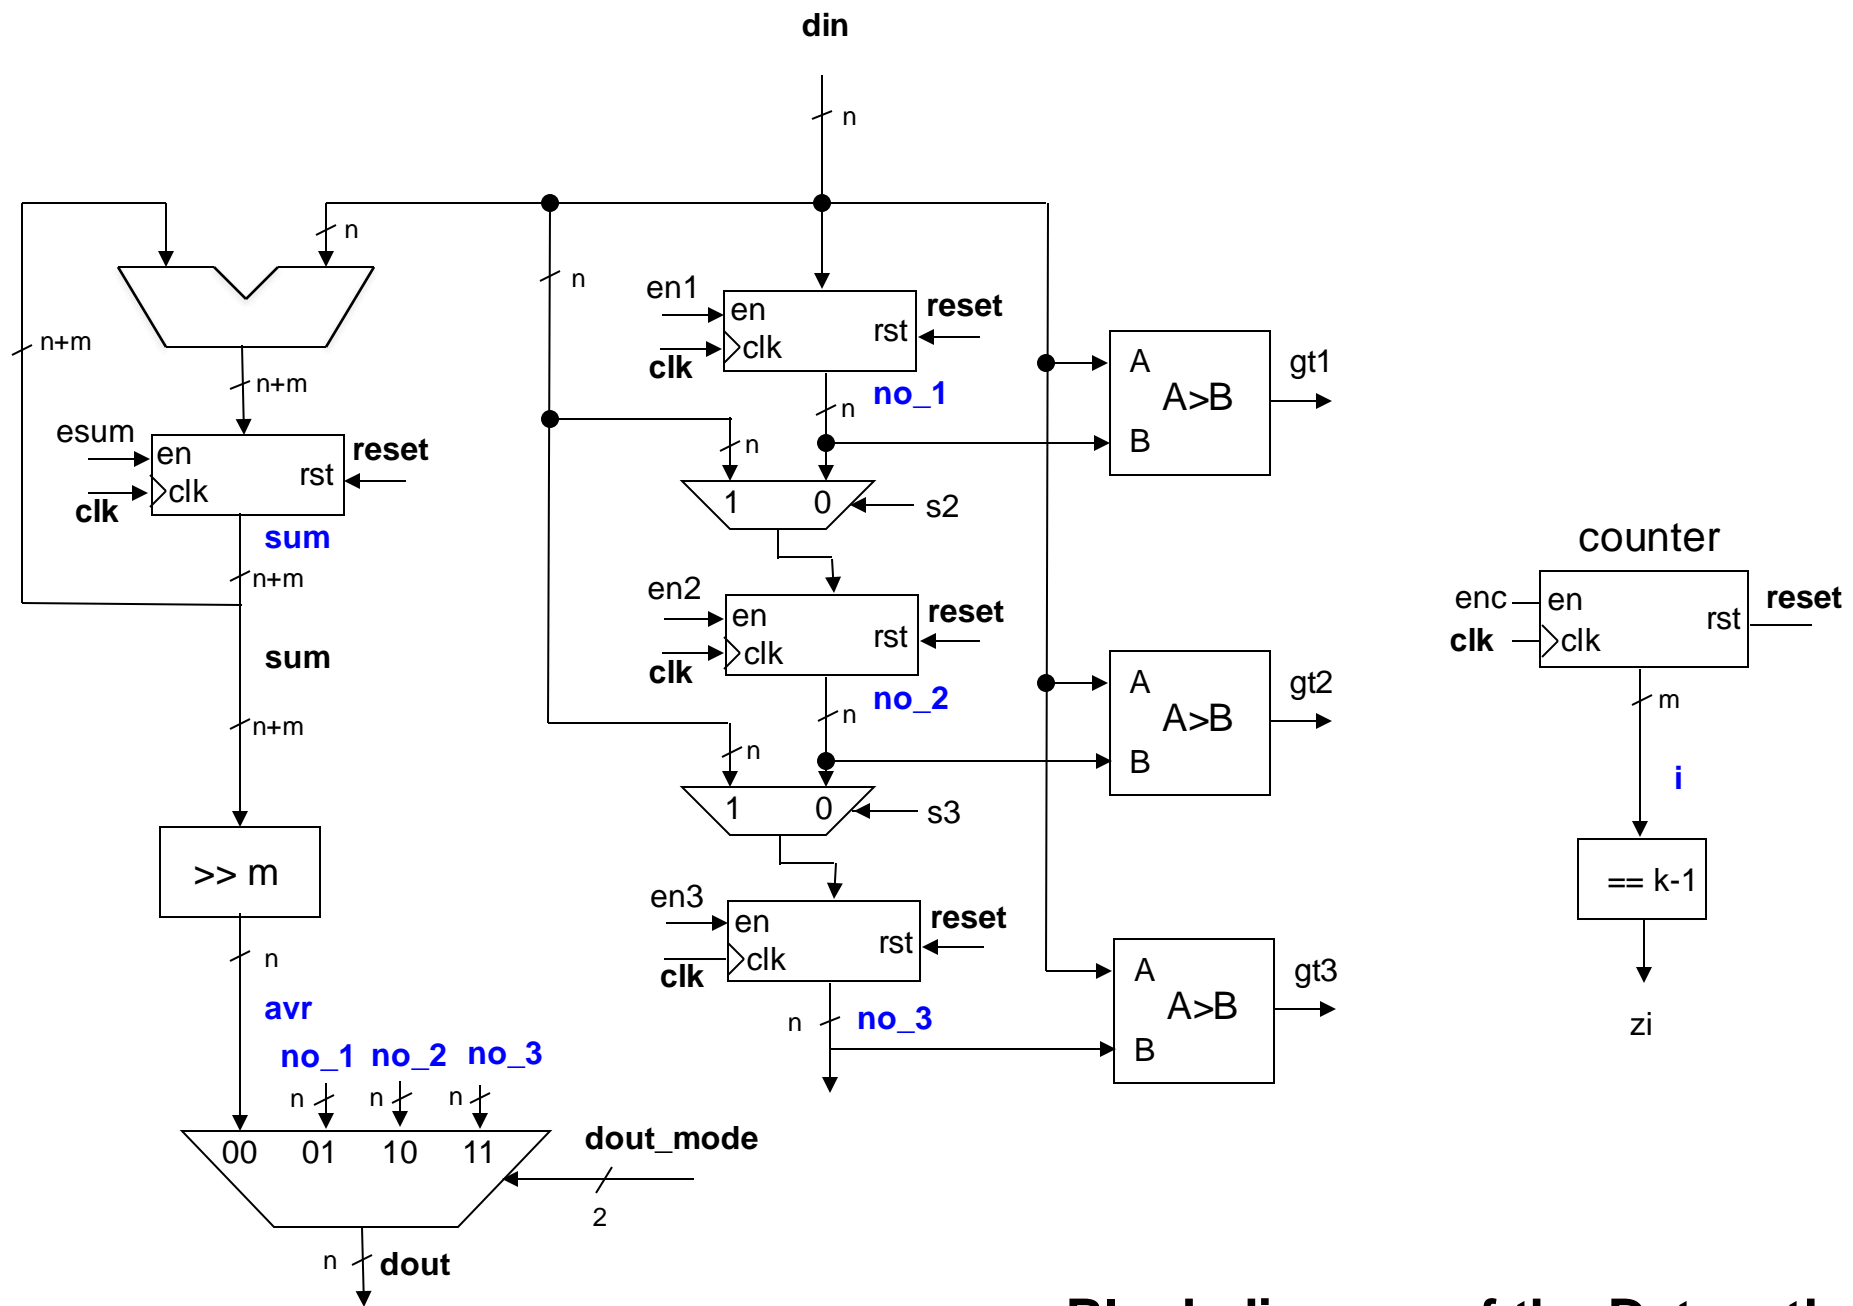 din
n
n
n
n+m
n+m
en1
en
clk
clk
rst
reset
no_1
n
n
A
A>B
B
gt1
esum
en
clk
clk
rst
reset
sum
n+m
1
0
s2
sum
n+m
en2
en
clk
clk
rst
reset
no_2
n
n
A
A>B
B
gt2
counter
enc
en
clk
clk
rst
reset
m
i
== k-1
zi
1
0
s3
>> m
n
avr
en3
en
clk
clk
rst
reset
n
no_3
A
A>B
B
gt3
no_1 no_2 no_3
n
n
n
00 01 10 11
dout_mode
2
n
dout